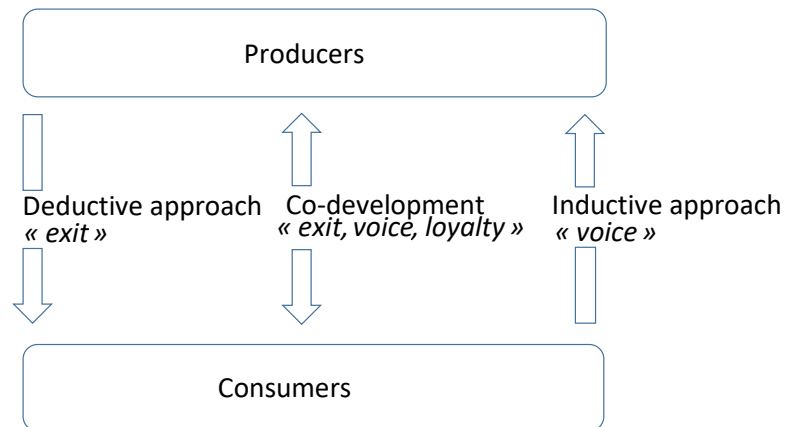 Producers
Deductive approach
« exit »
Co-development
« exit, voice, loyalty »
Inductive approach
« voice »
Consumers